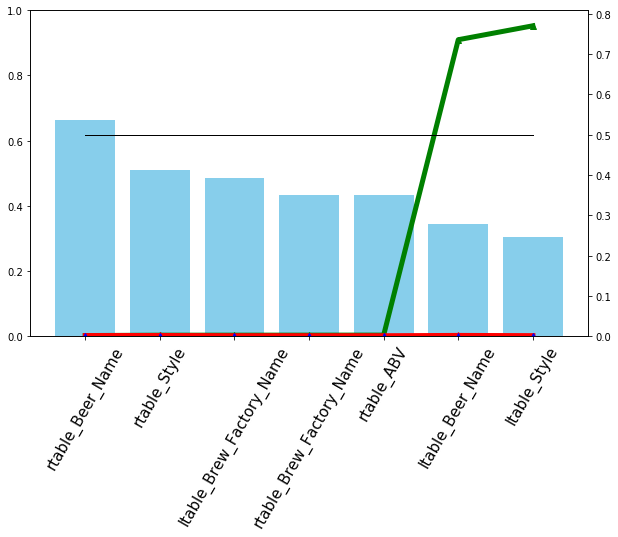 1.0
0.8
0.6
0.4
0.2
0.0
0.8
0.7
0.6
0.5
0.4
0.3
0.2
0.1
0.0
rtable_Beer_Name
rtable_Style
ltable_Brew_Factory_Name
rtable_Brew_Factory_Name
rtable_ABV
ltable_Beer_Name
ltable_Style